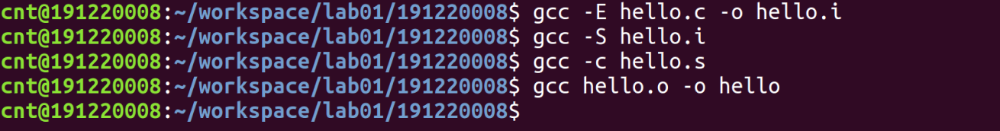 cnt@191220008:~/workspace/lab01/191220008$ gcc -E hello.c -o hello.i
cnt@191220008:~/workspace/lab01/191220008$ gcc -S hello.i
cnt@191220008:~/workspace/lab01/191220008$ gcc -c hello.s
cnt@191220008:~/workspace/lab01/191220008$ gcc hello.o -o hello
cnt@191220008:~/workspace/lab01/191220008$